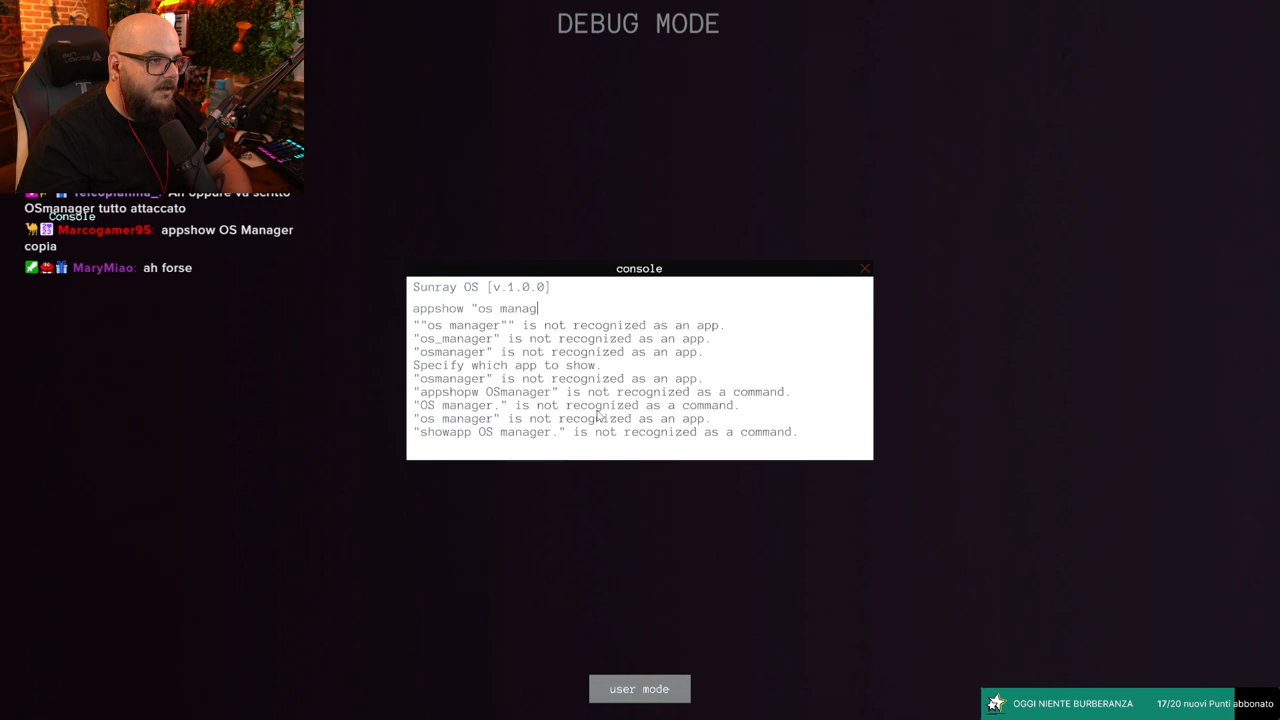 DEBUG MODE
OSmanager tutto attaccato
Console
Marcogamer95: appshow OS Manager
copia
MaryMiao: ah forse
console
Sunray OS [v.1.0.0]
appshow "os manag
""os manager"" is not recognized as an app.
"os_manager" is not recognized as an app.
"osmanager" is not recognized as an app.
Specify which app to show.
"osmanager" is not recognized as an app.
"appshopw OSmanager" is not recognized as a command.
"OS manager." is not recognized as a command.
"os manager" is not recognized as an app.
"showapp OS manager." is not recognized as a command.
user mode
OGGI NIENTE BURBERANZA 17/20 nuovi Punti abbonato